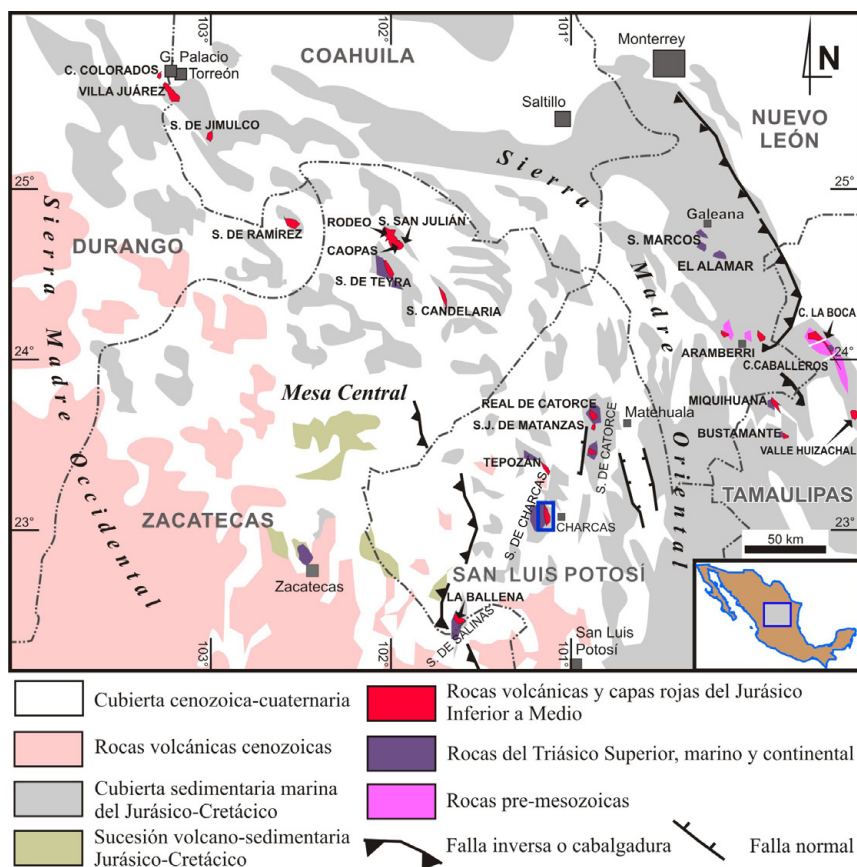 103°
102°
101°
G. Palacio
Torreón
C. COLORADOS
VILLA JUÁREZ
S. DE JIMULCO
COAHUILA
Monterrey
Saltillo
N
NUEVO
LEÓN
25°
25°
Sierra Madre Occidental
Sierra Madre Oriental
DURANGO
S. DE RAMÍREZ
RODEO
S. SAN JULIÁN
CAOPAS
S. DE TEYRA
S. CANDELARIA
Galeana
S. MARCOS
EL ALAMAR
C. LA BOCA
24°
24°
ARAMBERRI
C.CABALLEROS
MIQUIHUANA
BUSTAMANTE
VALLE HUIZACHAL
Mesa Central
REAL DE CATORCE
S.J. DE MATANZAS
S. DE CATORCE
Matehuala
TEPOZÁN
S. DE CHARCAS
CHARCAS
TAMAULIPAS
23°
23°
50 km
ZACATECAS
Zacatecas
SAN LUIS POTOSÍ
LA BALLENA
S. DE SALINAS
San Luis
Potosí
103°
102°
101°
Cubierta cenozoica-cuaternaria
Rocas volcánicas cenozoicas
Cubierta sedimentaria marina
del Jurásico-Cretácico
Sucesión volcano-sedimentaria
Jurásico-Cretácico
Rocas volcánicas y capas rojas del Jurásico
Inferior a Medio
Rocas del Triásico Superior, marino y continental
Rocas pre-mesozoicas
Falla inversa o cabalgadura
Falla normal